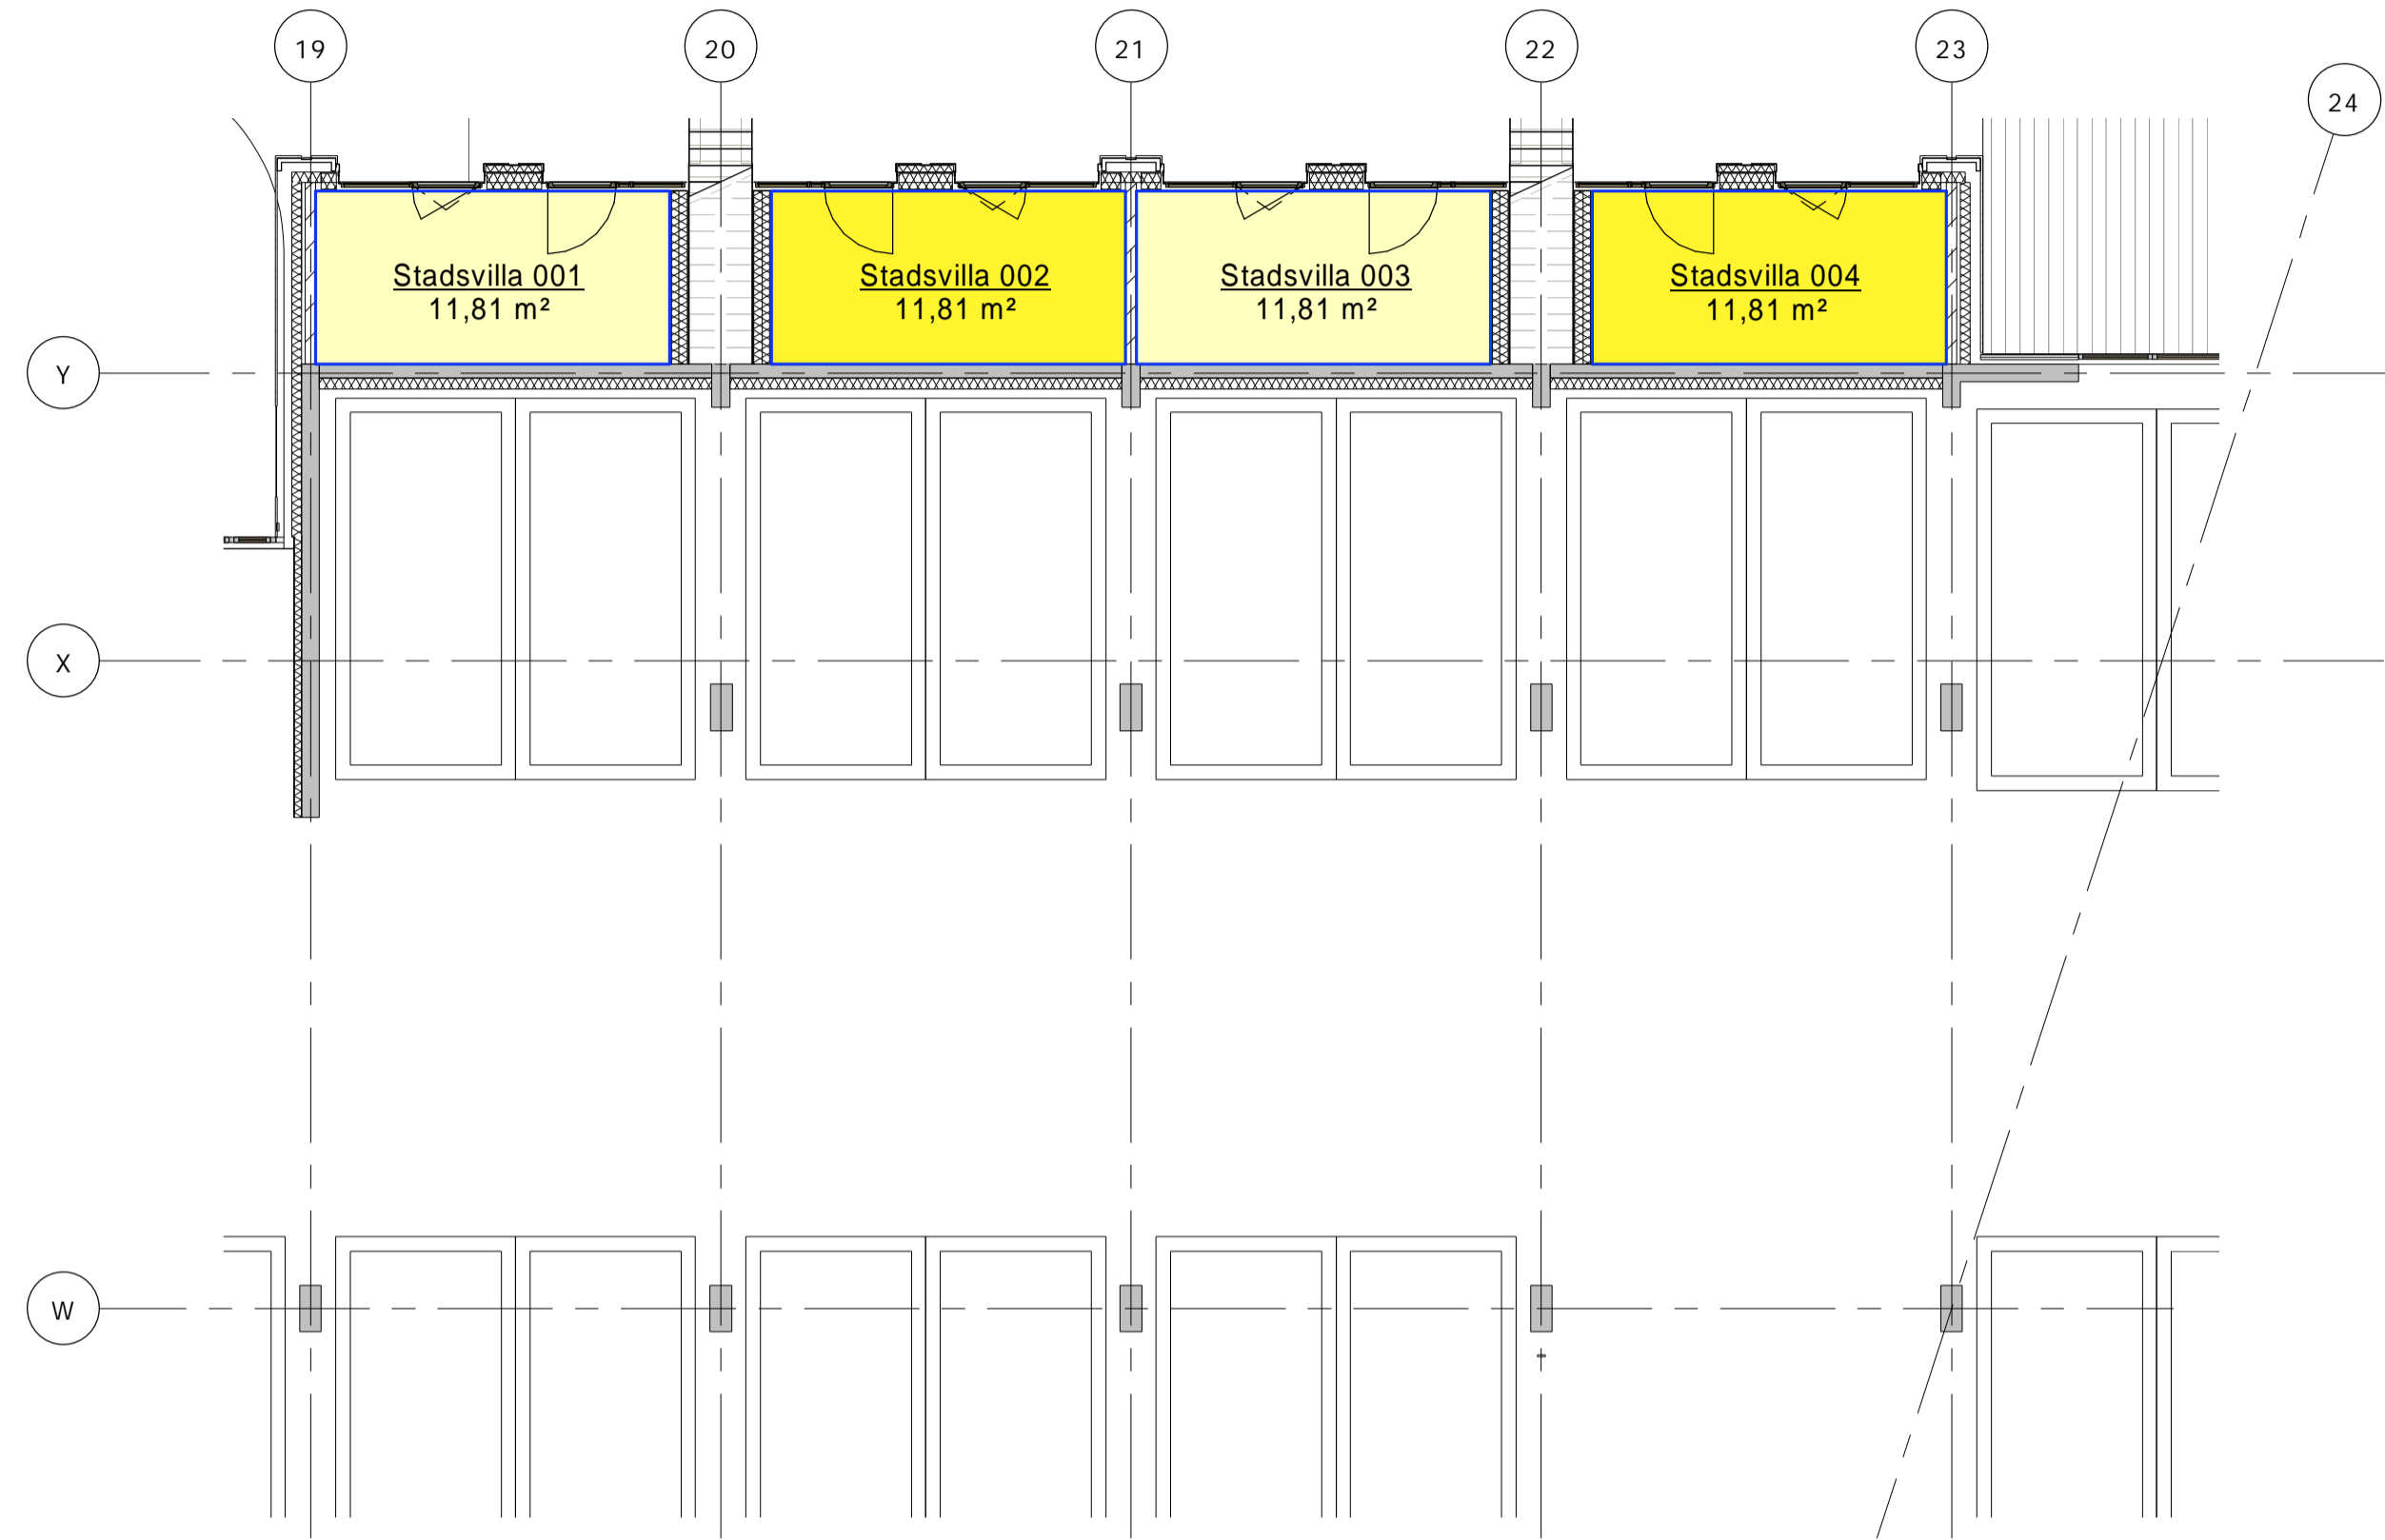 19
20
21
22
23
24
Stadsvilla 001
11,81 m²
Stadsvilla 002
11,81 m²
Stadsvilla 003
11,81 m²
Stadsvilla 004
11,81 m²
Y
X
W